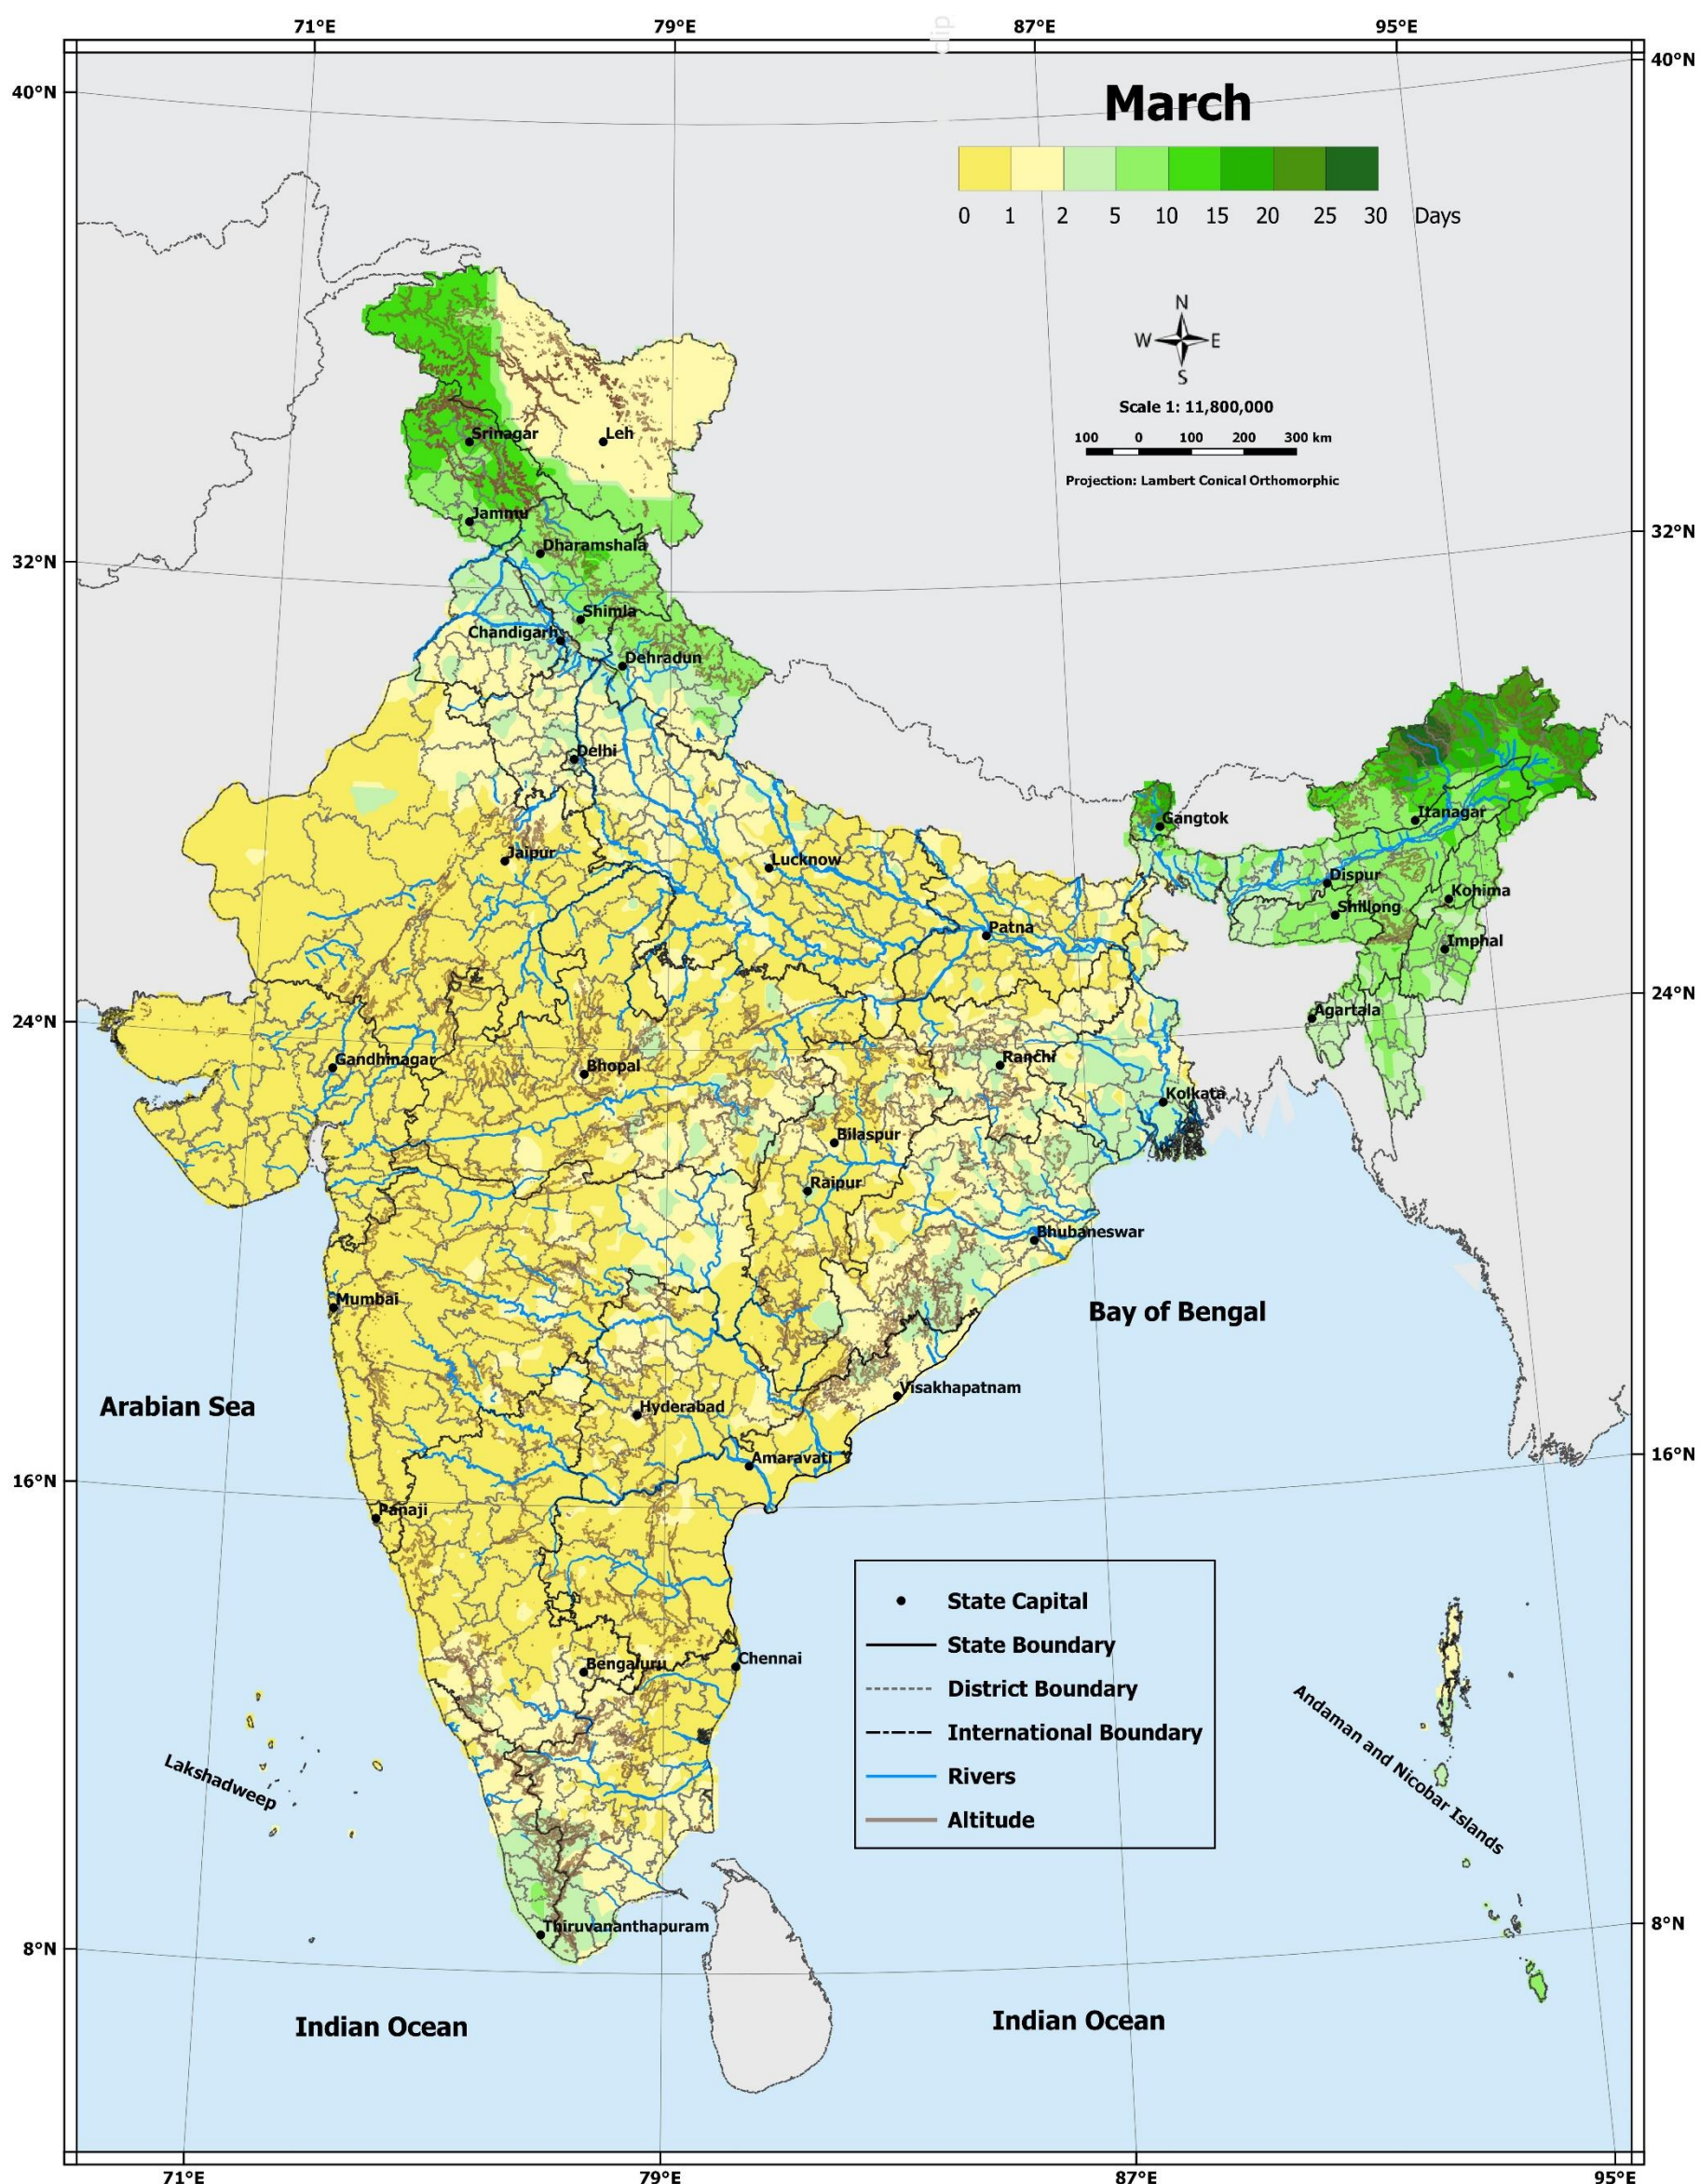 71°E 79°E 87°E 95°E
40°N 40°N
March
0 1 2 5 10 15 20 25 30 Days
N
W E
S
Scale 1: 11,800,000
100 0 100 200 300 km
Projection: Lambert Conical Orthomorphic
Srinagar
Leh
Jammu
Dharamshala
32°N 32°N
Shimla
Chandigarh
Dehradun
Delhi
Itanagar
Gangtok
Jaipur
Lucknow
Dispur
Kohima
Shillong
Patna
Imphal
24°N 24°N
Agartala
Gandhinagar
Bhopal
Ranchi
Kolkata
Bilaspur
Raipur
Bhubaneswar
Mumbai
Bay of Bengal
Arabian Sea
Visakhapatnam
Hyderabad
Amaravati
16°N 16°N
Panaji
State Capital
State Boundary
District Boundary
International Boundary
Rivers
Altitude
Bengaluru
Chennai
Andaman and Nicobar Islands
Lakshadweep
Thiruvananthapuram
8°N 8°N
Indian Ocean
Indian Ocean
71°E 79°E 87°E 95°E